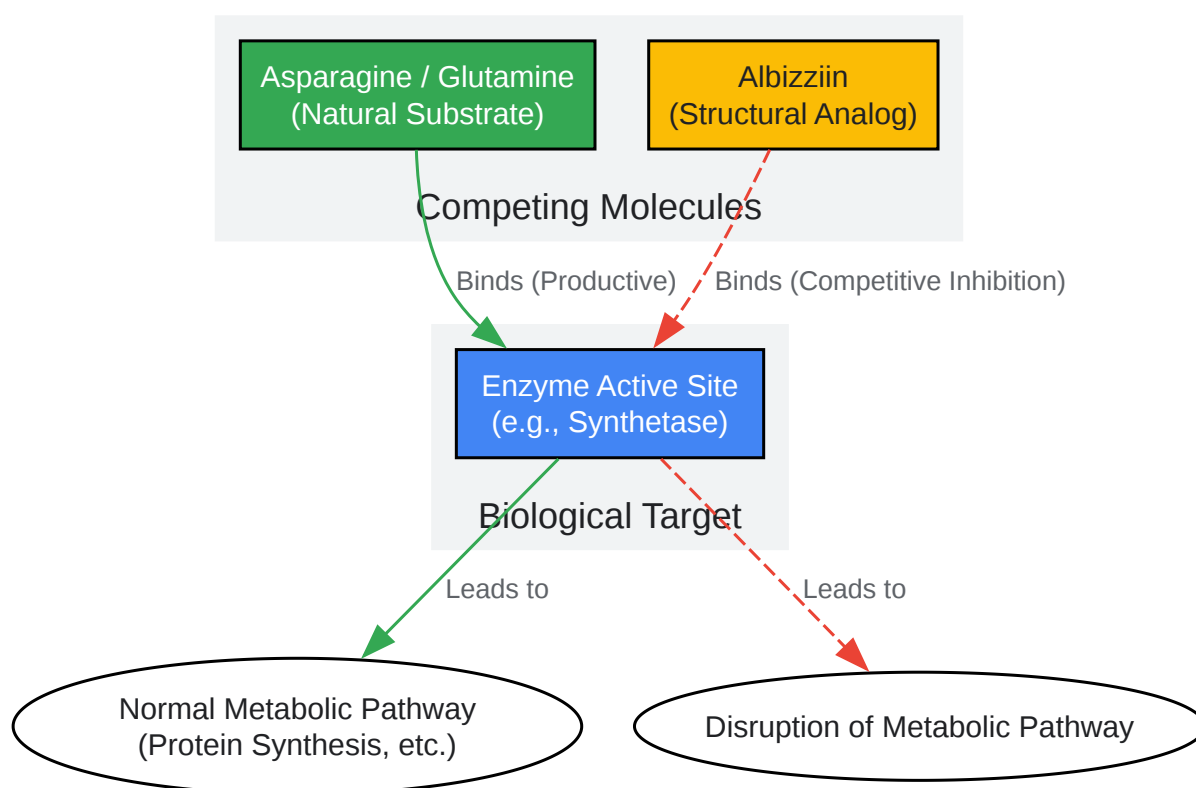 Asparagine / Glutamine
(Natural Substrate)
Albizziin
(Structural Analog)
Competing Molecules
Binds (Productive)
Binds (Competitive Inhibition)
Enzyme Active Site
(e.g., Synthetase)
Biological Target
Leads to
Leads to
Normal Metabolic Pathway
(Protein Synthesis, etc.)
Disruption of Metabolic Pathway